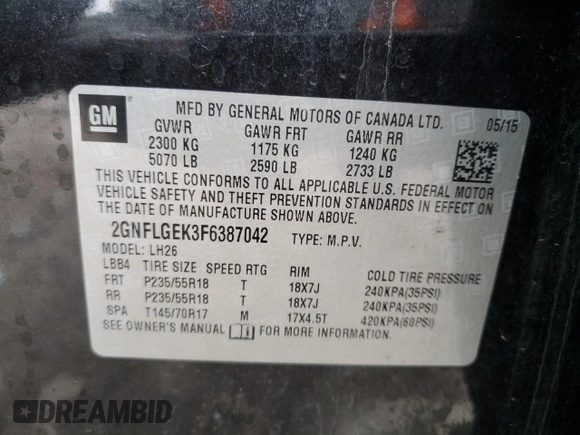 GM
MFD BY GENERAL MOTORS OF CANADA LTD.
05/15
GVWR GAWR FRT GAWR RR
2300 KG 1175 KG 1240 KG
5070 LB 2590 LB 2733 LB
THIS VEHICLE CONFORMS TO ALL APPLICABLE U.S. FEDERAL MOTOR
VEHICLE SAFETY AND THEFT PREVENTION STANDARDS IN EFFECT ON
THE DATE OF MANUFACTURE SHOWN ABOVE.
2GNFLGEK3F6387042 TYPE: M.P.V.
MODEL: LH26
LBB4 TIRE SIZE SPEED RTG RIM COLD TIRE PRESSURE
FRT P235/55R18 T 18X7J 240KPA(35PSI)
RR P235/55R18 T 18X7J 240KPA(35PSI)
SPA T145/70R17 M 17X4.5T 420KPA(60PSI)
SEE OWNER'S MANUAL i FOR MORE INFORMATION.
DREAMBID